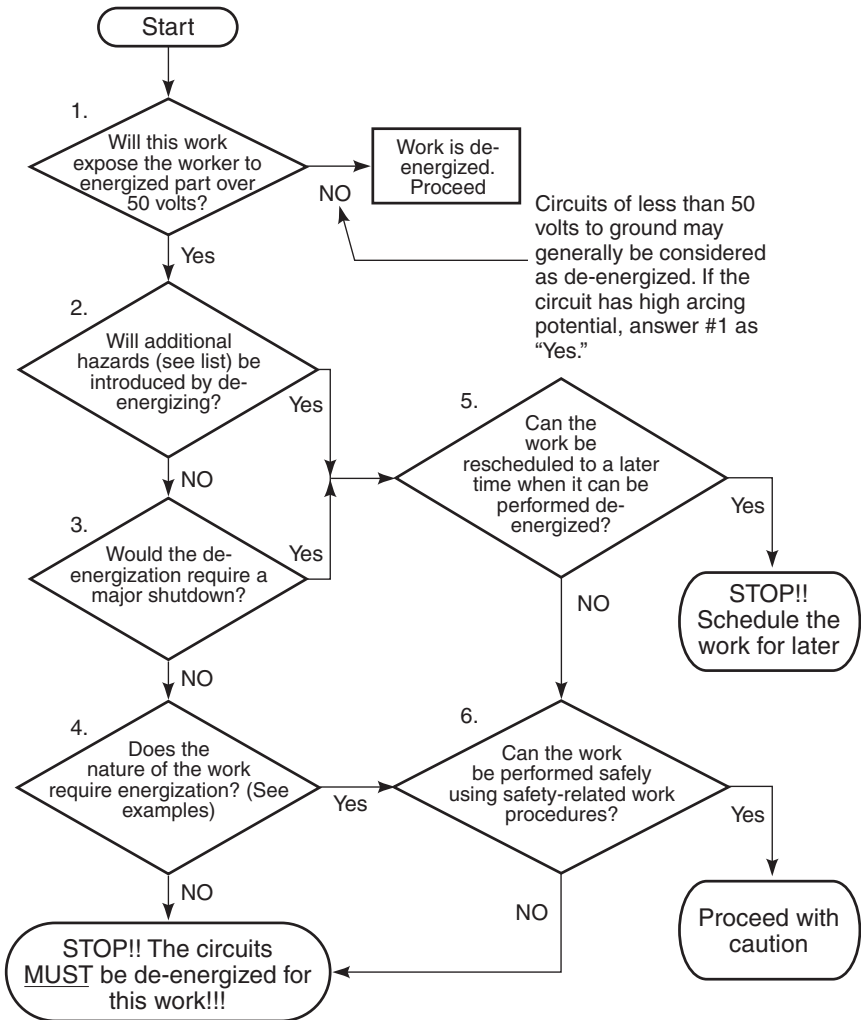 Start
1.
Will this work
expose the worker to
energized part over
50 volts?
NO
Work is de-
energized.
Proceed
Circuits of less than 50
volts to ground may
generally be considered
as de-energized. If the
circuit has high arcing
potential, answer #1 as
“Yes.”
Yes
2.
Will additional
hazards (see list) be
introduced by de-
energizing?
Yes
NO
3.
Would the de-
energization require a
major shutdown?
Yes
NO
4.
Does the
nature of the work
require energization? (See
examples)
Yes
NO
STOP!! The circuits
MUST be de-energized for
this work!!!
5.
Can the
work be
rescheduled to a later
time when it can be
performed de-
energized?
Yes
STOP!!
Schedule the
work for later
NO
6.
Can the work
be performed safely
using safety-related work
procedures?
Yes
Proceed with
caution
NO